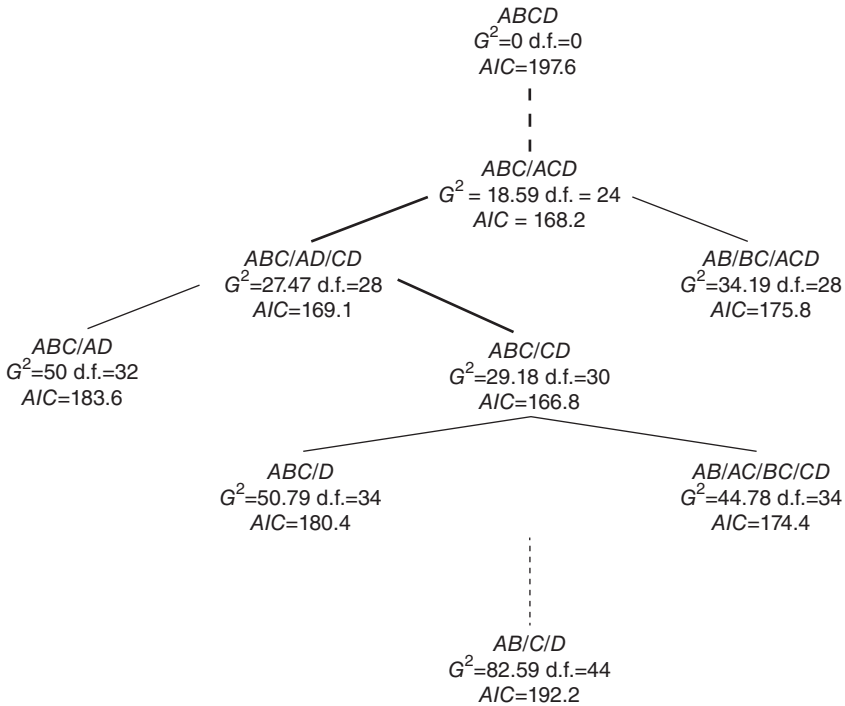 ABCD
G²=0 d.f.=0
AIC=197.6
ABC/ACD
G² = 18.59 d.f. = 24
AIC = 168.2
ABC/AD/CD
G²=27.47 d.f.=28
AIC=169.1
AB/BC/ACD
G²=34.19 d.f.=28
AIC=175.8
ABC/AD
G²=50 d.f.=32
AIC=183.6
ABC/CD
G²=29.18 d.f.=30
AIC=166.8
ABC/D
G²=50.79 d.f.=34
AIC=180.4
AB/AC/BC/CD
G²=44.78 d.f.=34
AIC=174.4
AB/C/D
G²=82.59 d.f.=44
AIC=192.2